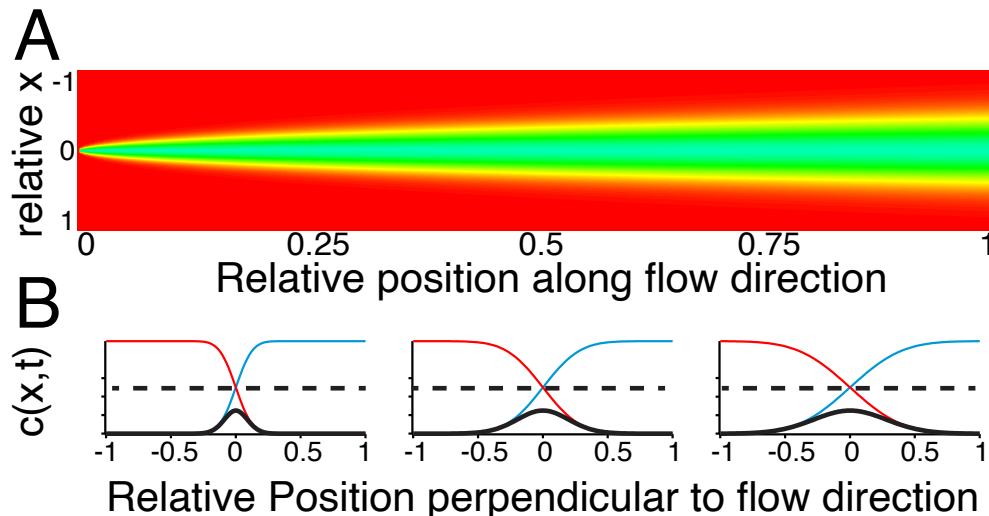 A
relative x
-1
0
1
0 0.25 0.5 0.75 1
Relative position along flow direction
B
c(x,t)
-1 -0.5 0 0.5 1 -1 -0.5 0 0.5 1 -1 -0.5 0 0.5 1
Relative Position perpendicular to flow direction